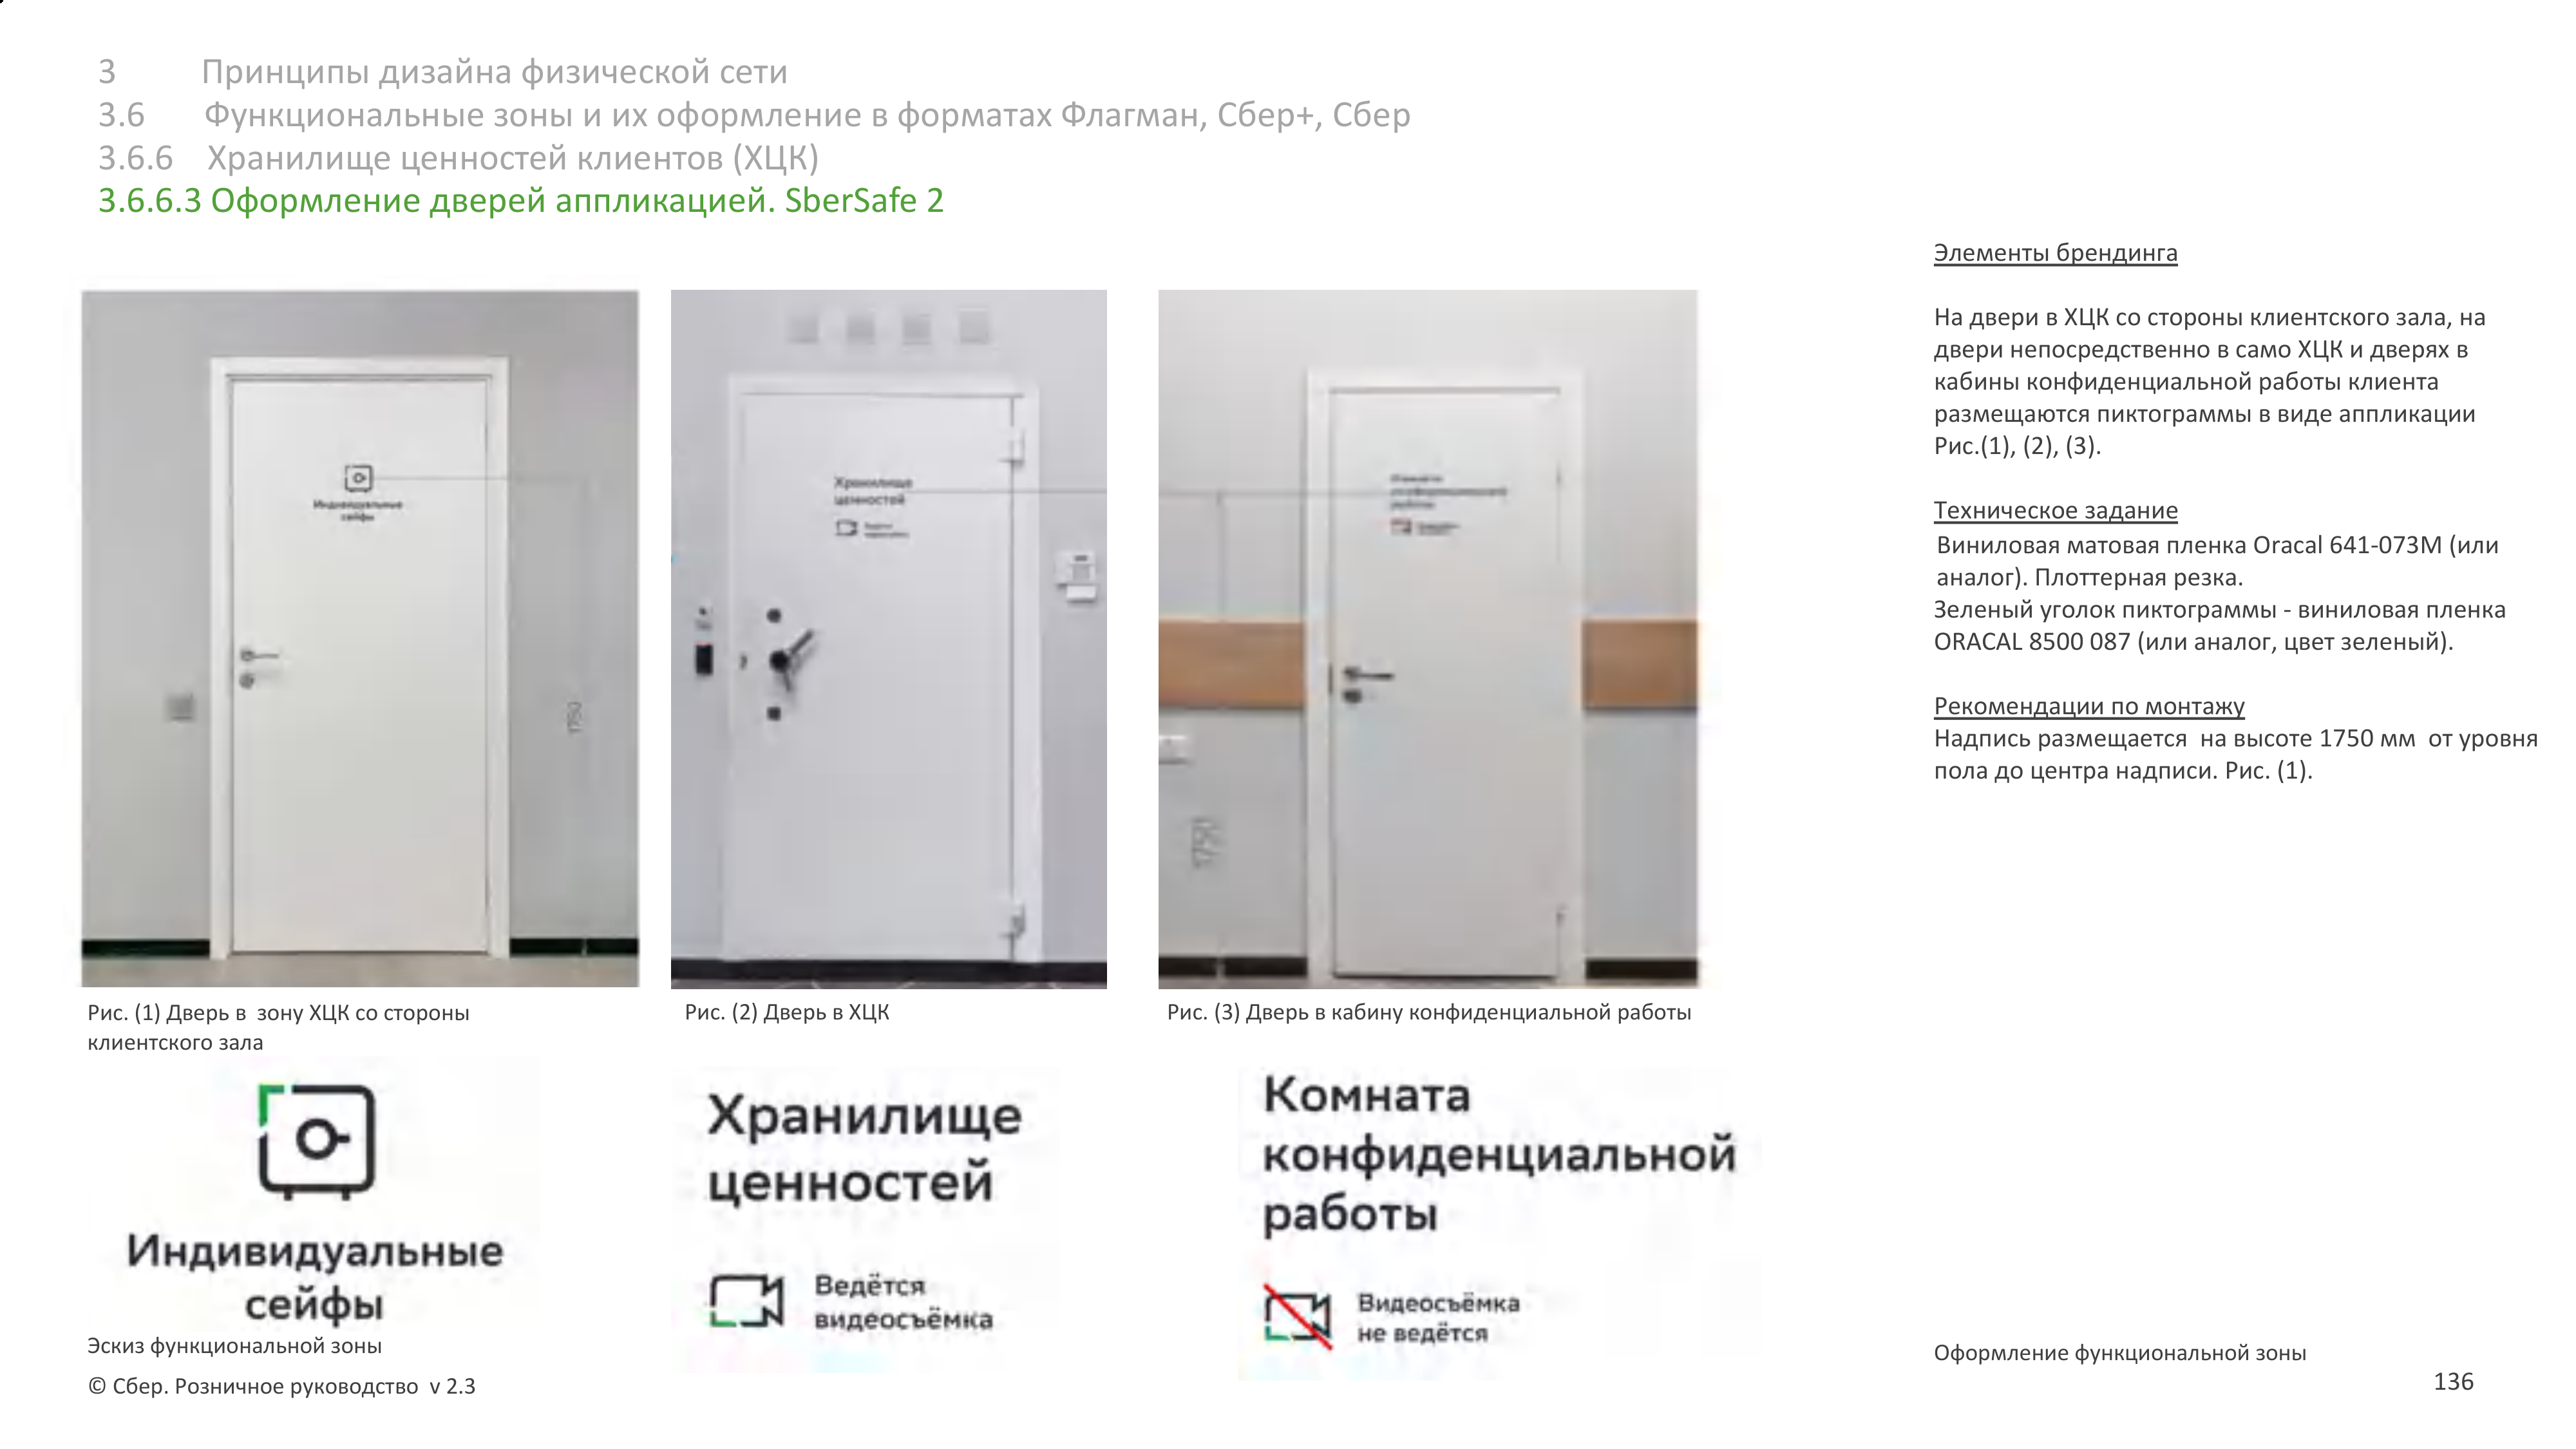 3 Принципы дизайна физической сети
3.6 Функциональные зоны и их оформление в форматах Флагман, Сбер+, Сбер
3.6.6 Хранилище ценностей клиентов (ХЦК)
3.6.6.3 Оформление дверей аппликацией. SberSafe 2
Элементы брендинга
На двери в ХЦК со стороны клиентского зала, на
двери непосредственно в само ХЦК и дверях в
кабины конфиденциальной работы клиента
размещаются пиктограммы в виде аппликации
Рис.(1), (2), (3).
Техническое задание
Виниловая матовая пленка Oracal 641-073М (или
аналог). Плоттерная резка.
Зеленый уголок пиктограммы - виниловая пленка
ORACAL 8500 087 (или аналог, цвет зеленый).
Рекомендации по монтажу
Надпись размещается на высоте 1750 мм от уровня
пола до центра надписи. Рис. (1).
Индивидуальные
сейфы
1750
Хранилище
ценностей
1750
Рис. (1) Дверь в зону ХЦК со стороны
клиентского зала
Рис. (2) Дверь в ХЦК
Рис. (3) Дверь в кабину конфиденциальной работы
Индивидуальные
сейфы
Хранилище
ценностей
Ведётся
видеосъёмка
Комната
конфиденциальной
работы
Видеосъёмка
не ведётся
Эскиз функциональной зоны
© Сбер. Розничное руководство v 2.3
Оформление функциональной зоны
136